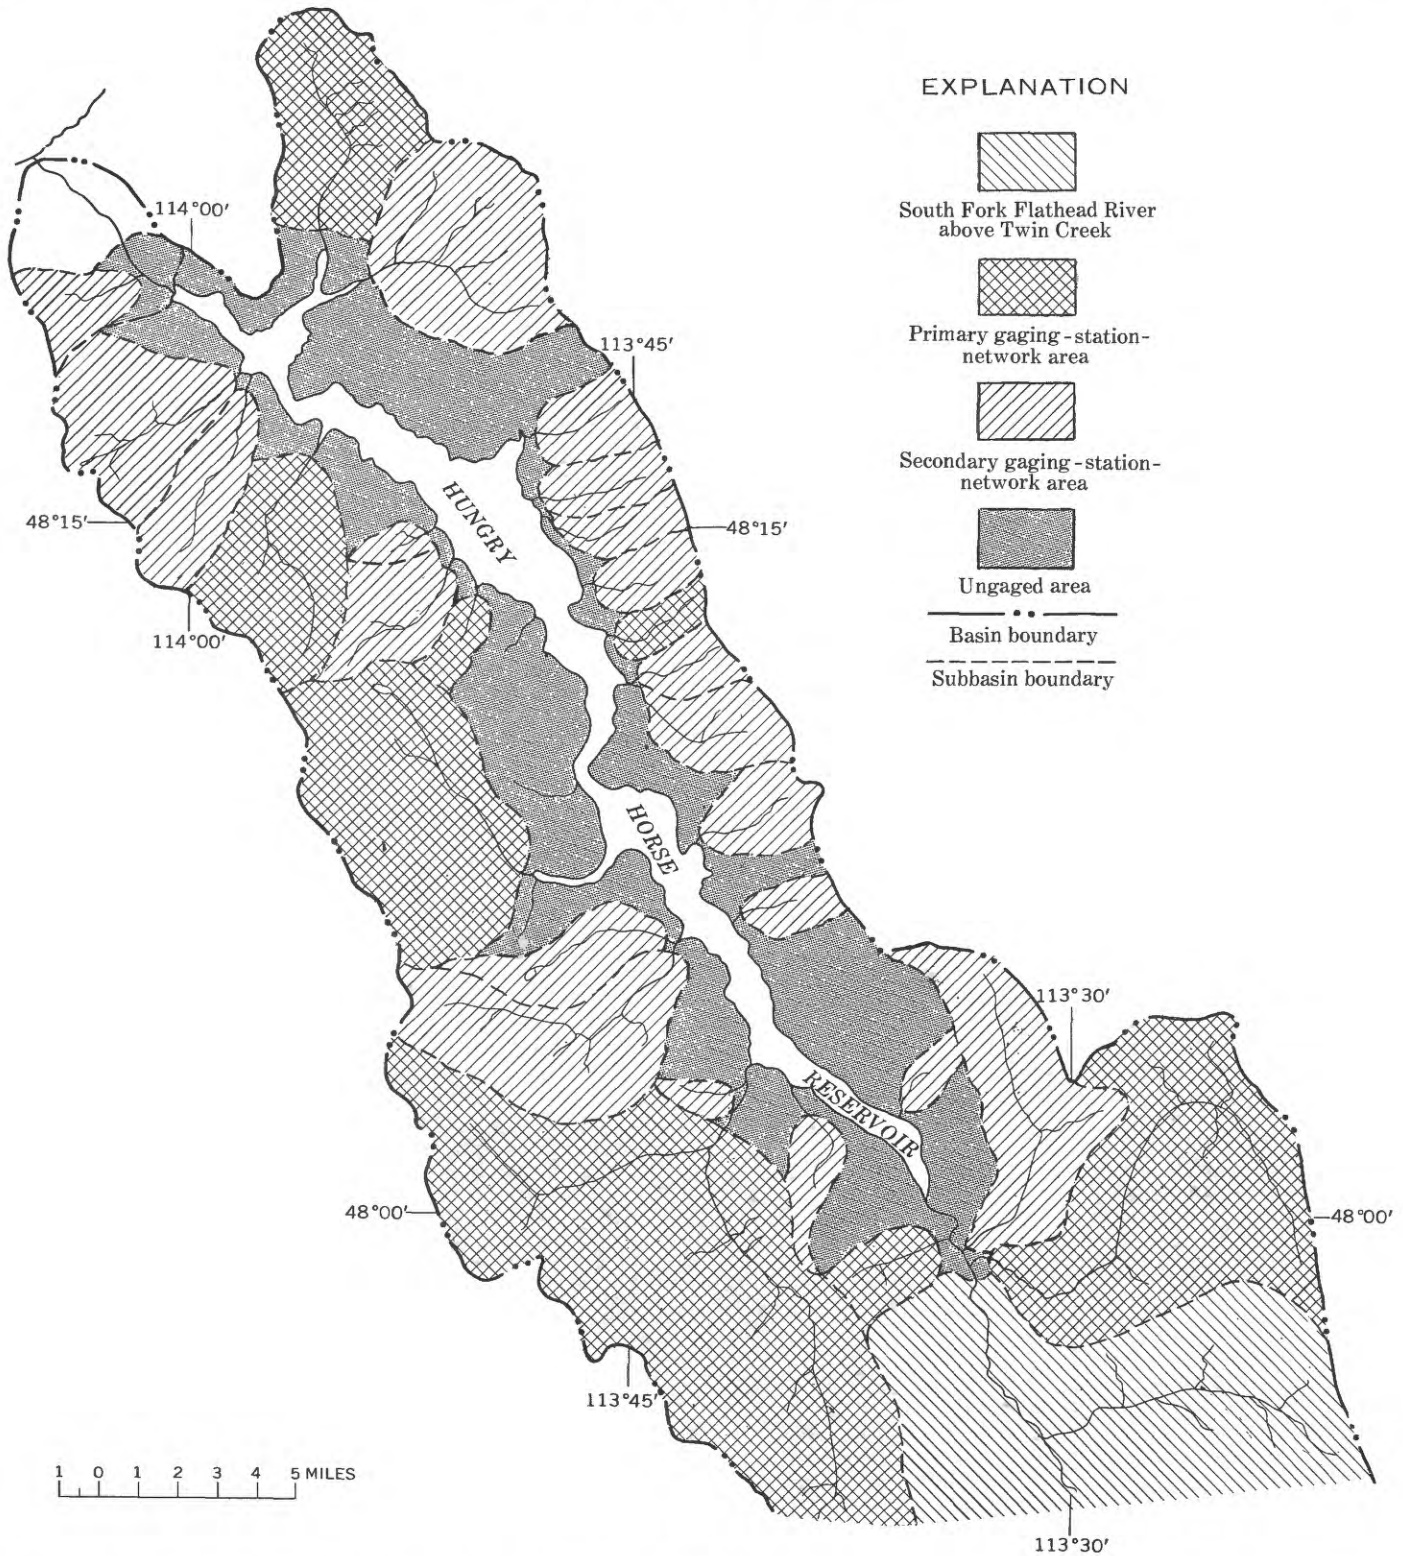 EXPLANATION
South Fork Flathead River
above Twin Creek
Primary gaging-station-
network area
Secondary gaging-station-
network area
Ungaged area
Basin boundary
Subbasin boundary
114°00′
113°45′
48°15′
48°15′
114°00′
HUNGRY
HORSE
RESERVOIR
113°30′
48°00′
48°00′
113°45′
113°30′
1 0 1 2 3 4 5 MILES